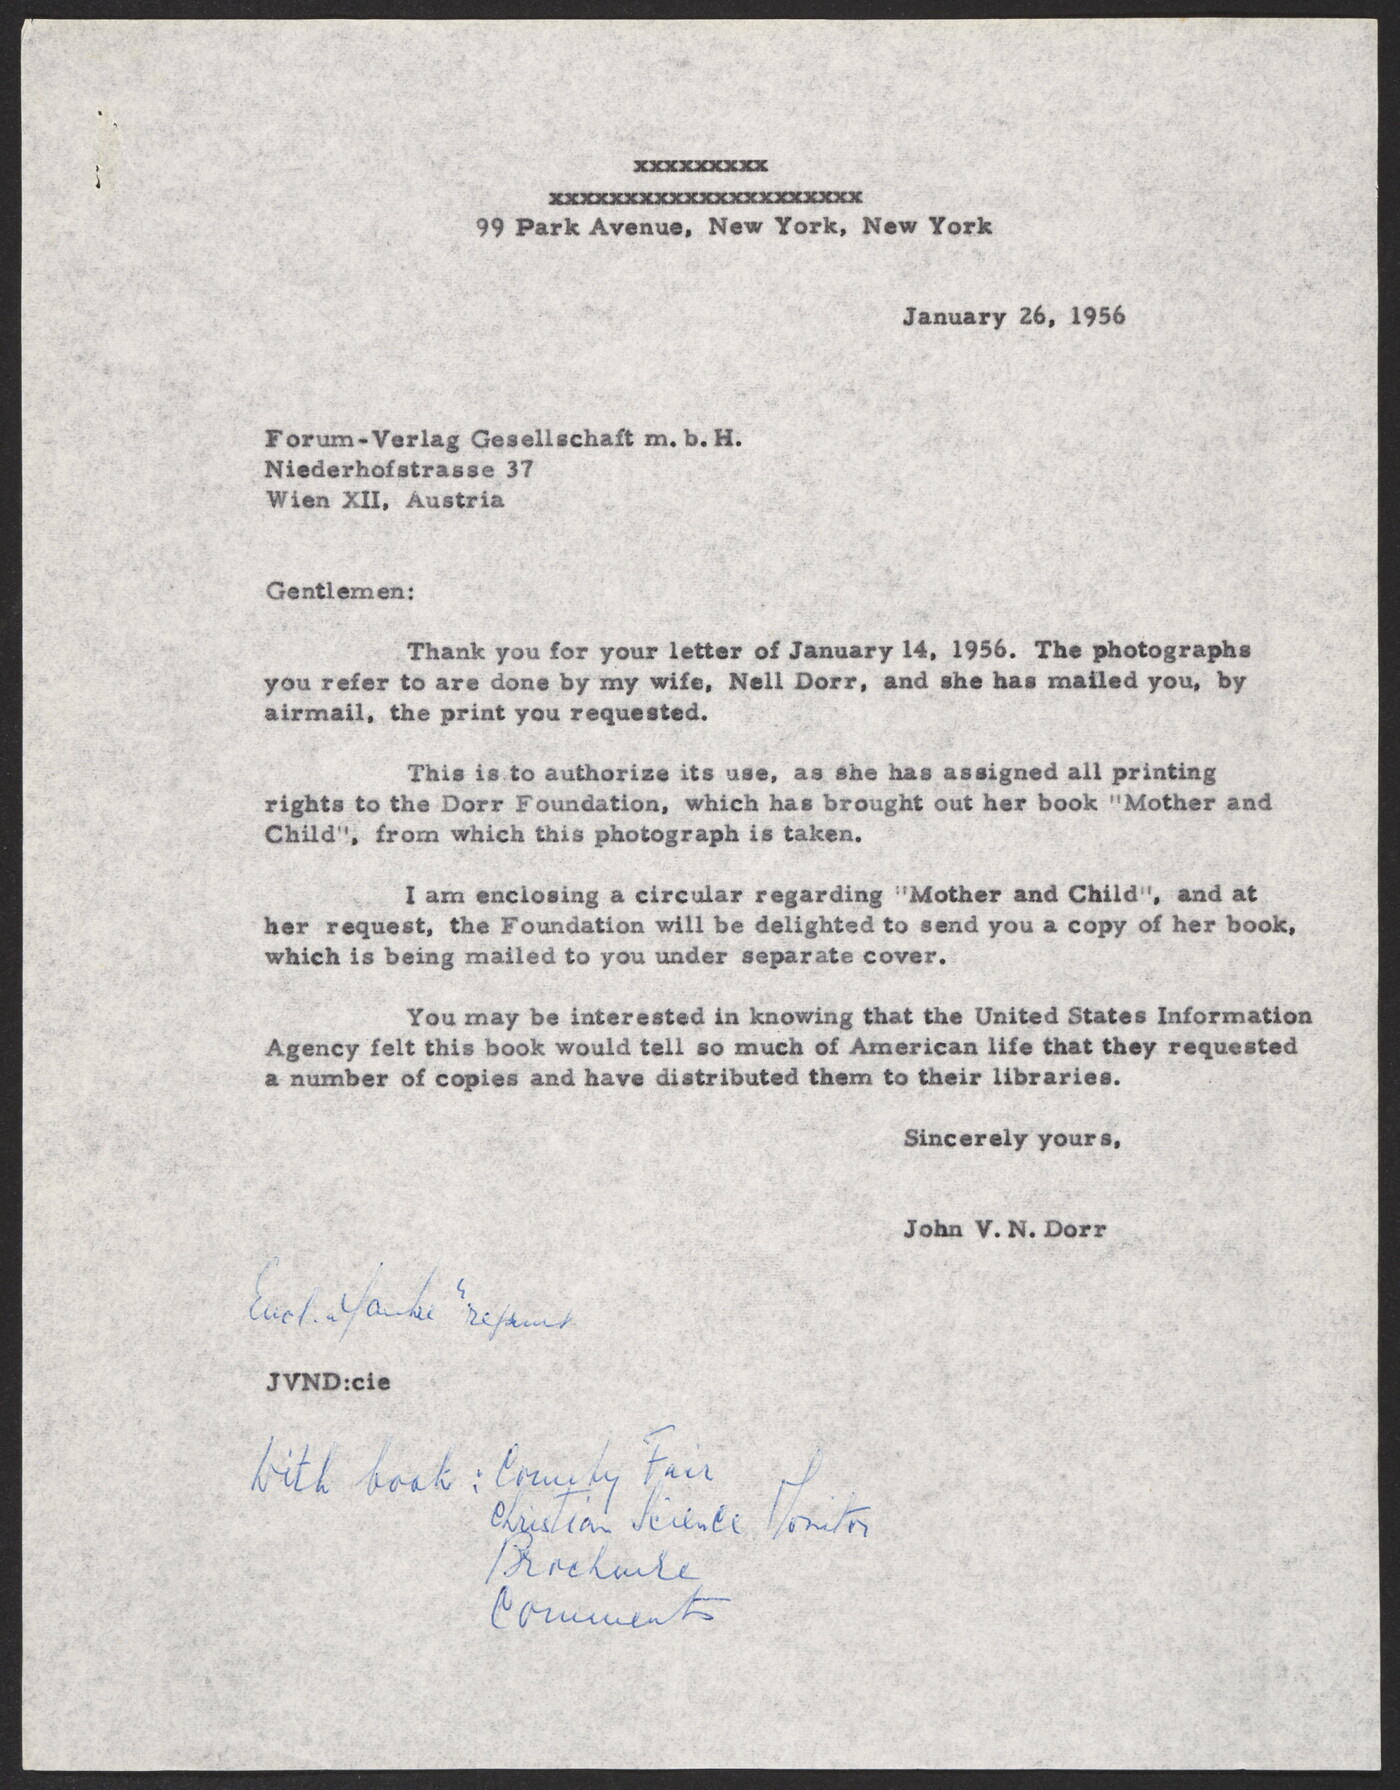 xxxxxxxxx
xxxxxxxxxxxxxxxxxxxxx
99 Park Avenue, New York, New York
January 26, 1956
Forum-Verlag Gesellschaft m. b. H.
Niederhofstrasse 37
Wien XII, Austria
Gentlemen:
Thank you for your letter of January 14, 1956. The photographs
you refer to are done by my wife, Nell Dorr, and she has mailed you, by
airmail, the print you requested.
This is to authorize its use, as she has assigned all printing
rights to the Dorr Foundation, which has brought out her book "Mother and
Child", from which this photograph is taken.
I am enclosing a circular regarding "Mother and Child", and at
her request, the Foundation will be delighted to send you a copy of her book,
which is being mailed to you under separate cover.
You may be interested in knowing that the United States Information
Agency felt this book would tell so much of American life that they requested
a number of copies and have distributed them to their libraries.
Sincerely yours,
John V. N. Dorr
Encl. "Yankee" reprint
JVND:cie
With book: County Fair
Christian Science Monitor
Brochure
Comments